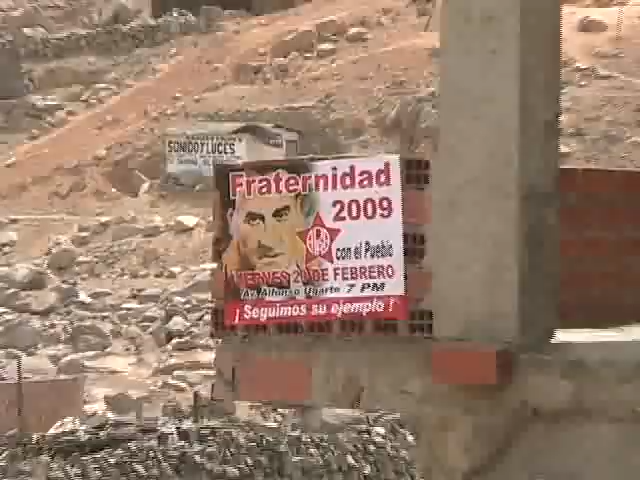 SONIDO Y LUCES
Fraternidad
2009
APRA
con el Pueblo
VIERNES 20 DE FEBRERO
Av. Alfonso Ugarte 7 PM
¡ Seguimos su ejemplo !